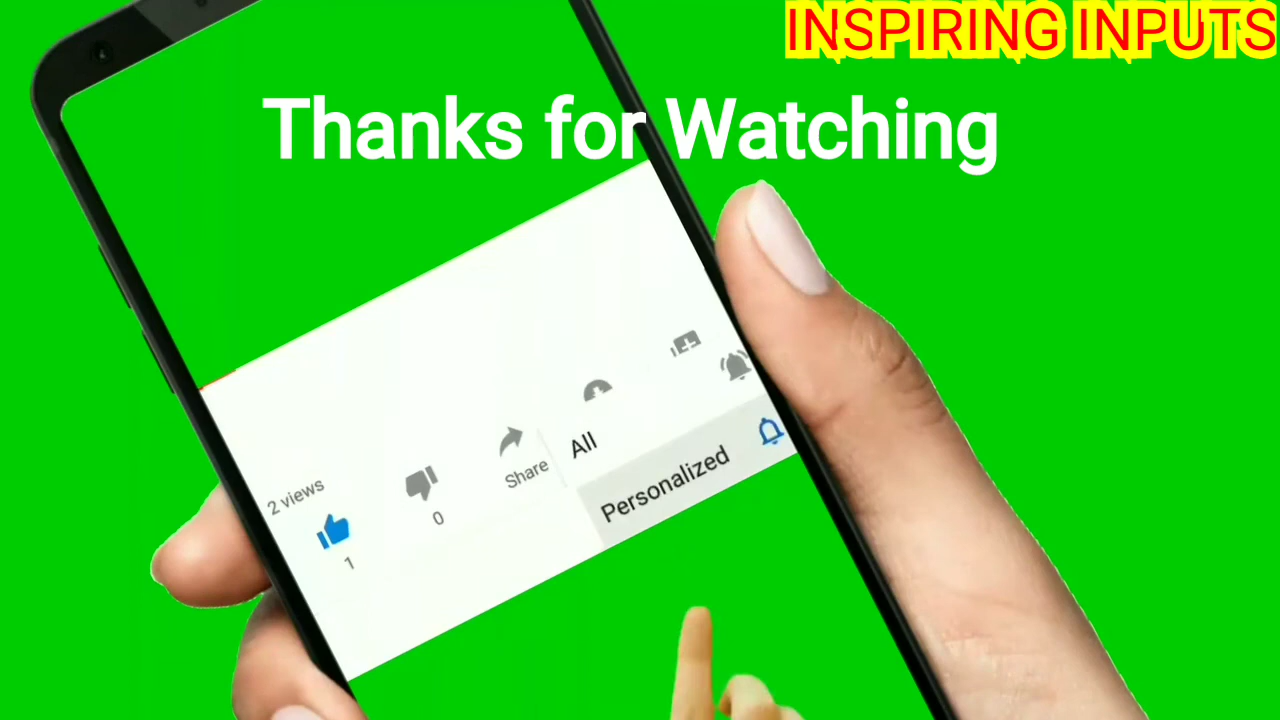 INSPIRING INPUTS
Thanks for Watching
All
Personalized
Share
2 views
0
1